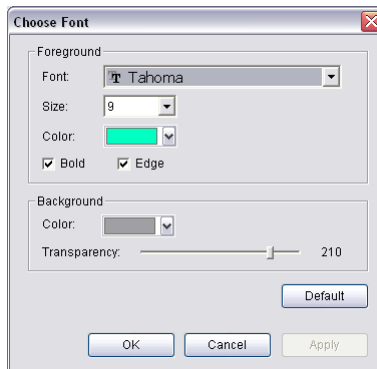 Choose Font
Foreground
Font: Tahoma
Size: 9
Color:
Bold Edge
Background
Color:
Transparency: 210
Default
OK Cancel Apply